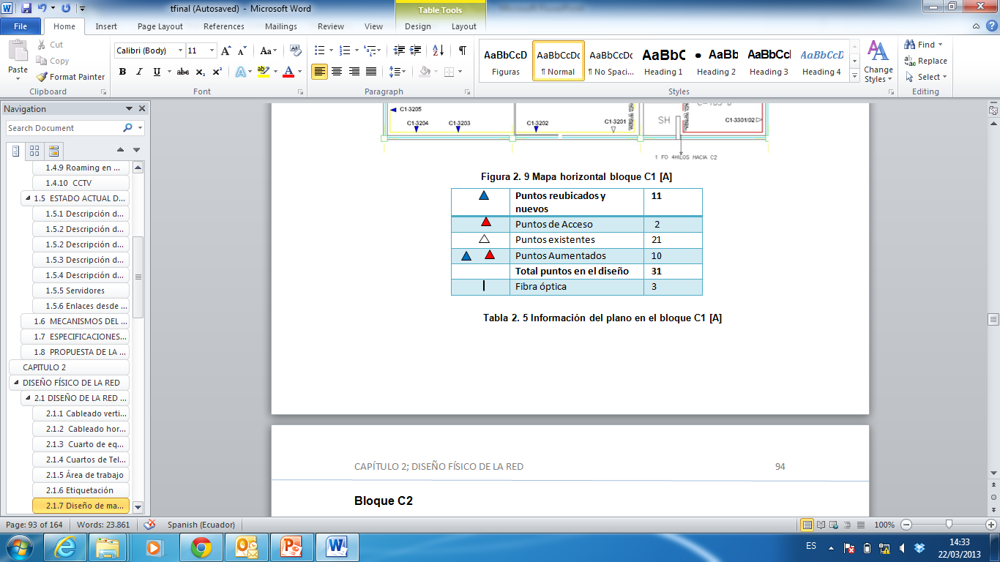 tfinal (Autosaved) - Microsoft Word
Table Tools
File Home Insert Page Layout References Mailings Review View Design Layout
Paste
Cut
Copy
Format Painter
Clipboard
Calibri (Body) 11
Font
Paragraph
AaBbCcD AaBbCcDc AaBbCcDc AaBbC AaBb AaBbCcl AaBbCcD
Figuras ¶ Normal ¶ No Spaci... Heading 1 Heading 2 Heading 3 Heading 4
Styles
Change Styles
Find
Replace
Select
Editing
Navigation
Search Document
1.4.9 Roaming en ...
1.4.10 CCTV
1.5 ESTADO ACTUAL D...
1.5.1 Descripción d...
1.5.2 Descripción d...
1.5.2 Descripción d...
1.5.3 Descripción d...
1.5.4 Descripción d...
1.5.5 Servidores
1.5.6 Enlaces desde ...
1.6 MECANISMOS DEL ...
1.7 ESPECIFICACIONES...
1.8 PROPUESTA DE LA ...
CAPITULO 2
DISEÑO FÍSICO DE LA RED
2.1 DISEÑO DE LA RED ...
2.1.1 Cableado verti...
2.1.2 Cableado hor...
2.1.3 Cuarto de eq...
2.1.4 Cuartos de Tel...
2.1.5 Área de trabajo
2.1.6 Etiquetación
2.1.7 Diseño de ma...
C1-3205
C1-3204 C1-3203 C1-3202 C1-3201 SH C1-3301/02
1 FD 4HILOS HACIA C2
Figura 2. 9 Mapa horizontal bloque C1 [A]
Puntos reubicados y 11
nuevos
Puntos de Acceso 2
Puntos existentes 21
Puntos Aumentados 10
Total puntos en el diseño 31
Fibra óptica 3
Tabla 2. 5 Información del plano en el bloque C1 [A]
CAPÍTULO 2; DISEÑO FÍSICO DE LA RED 94
Bloque C2
Page: 93 of 164 Words: 23.861 Spanish (Ecuador) 100%
ES 14:33
22/03/2013